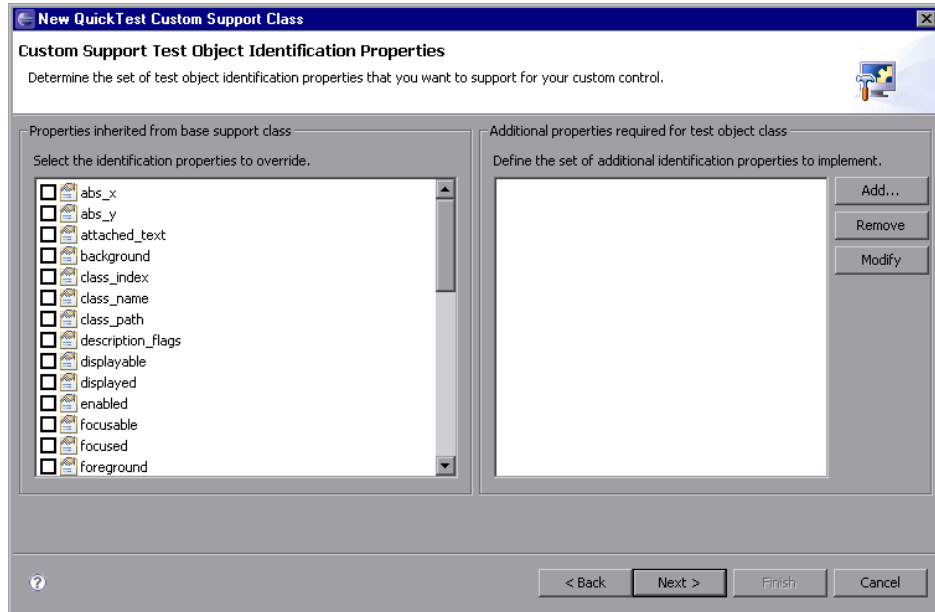 New QuickTest Custom Support Class
Custom Support Test Object Identification Properties
Determine the set of test object identification properties that you want to support for your custom control.
Properties inherited from base support class
Select the identification properties to override.
abs_x
abs_y
attached_text
background
class_index
class_name
class_path
description_flags
displayable
displayed
enabled
focusable
focused
foreground
Additional properties required for test object class
Define the set of additional identification properties to implement.
Add...
Remove
Modify
?
< Back
Next >
Finish
Cancel